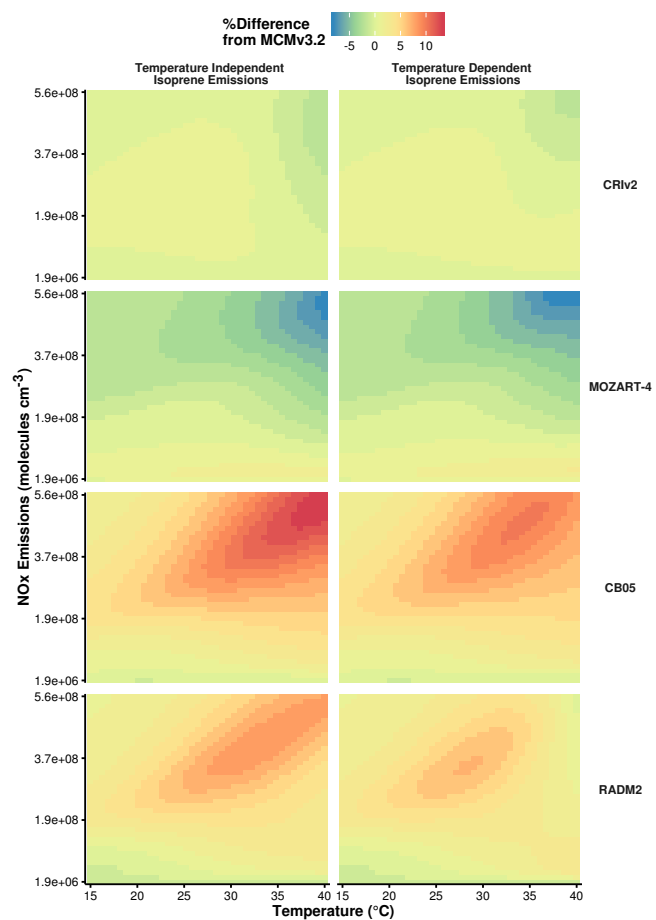 %Difference
from MCMv3.2
-5 0 5 10
Temperature Independent
Isoprene Emissions
Temperature Dependent
Isoprene Emissions
5.6e+08
3.7e+08
1.9e+08
1.9e+06
CRIv2
5.6e+08
3.7e+08
1.9e+08
1.9e+06
MOZART-4
5.6e+08
3.7e+08
1.9e+08
1.9e+06
CB05
5.6e+08
3.7e+08
1.9e+08
1.9e+06
RADM2
NOx Emissions (molecules cm⁻³)
15 20 25 30 35 40 15 20 25 30 35 40
Temperature (°C)